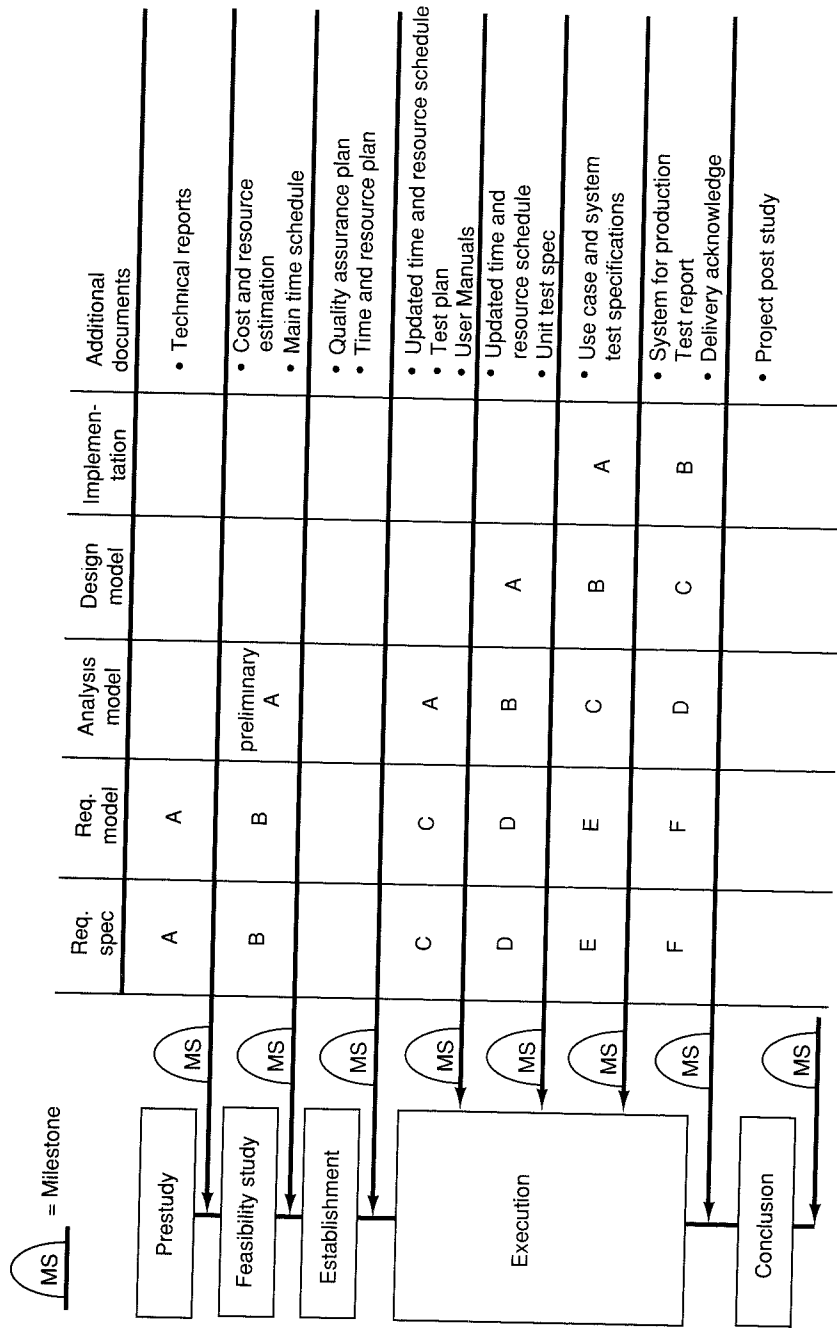 MS = Milestone
Req. spec
Req. model
Analysis model
Design model
Implemen-
tation
Additional documents
Prestudy
MS
A
A
• Technical reports
Feasibility study
MS
B
B
preliminary
A
• Cost and resource
estimation
• Main time schedule
Establishment
MS
• Quality assurance plan
• Time and resource plan
Execution
MS
C
C
A
• Updated time and resource schedule
• Test plan
• User Manuals
MS
D
D
B
A
• Updated time and
resource schedule
• Unit test spec
MS
E
E
C
B
A
• Use case and system
test specifications
MS
F
F
D
C
B
• System for production
Test report
• Delivery acknowledge
Conclusion
MS
• Project post study